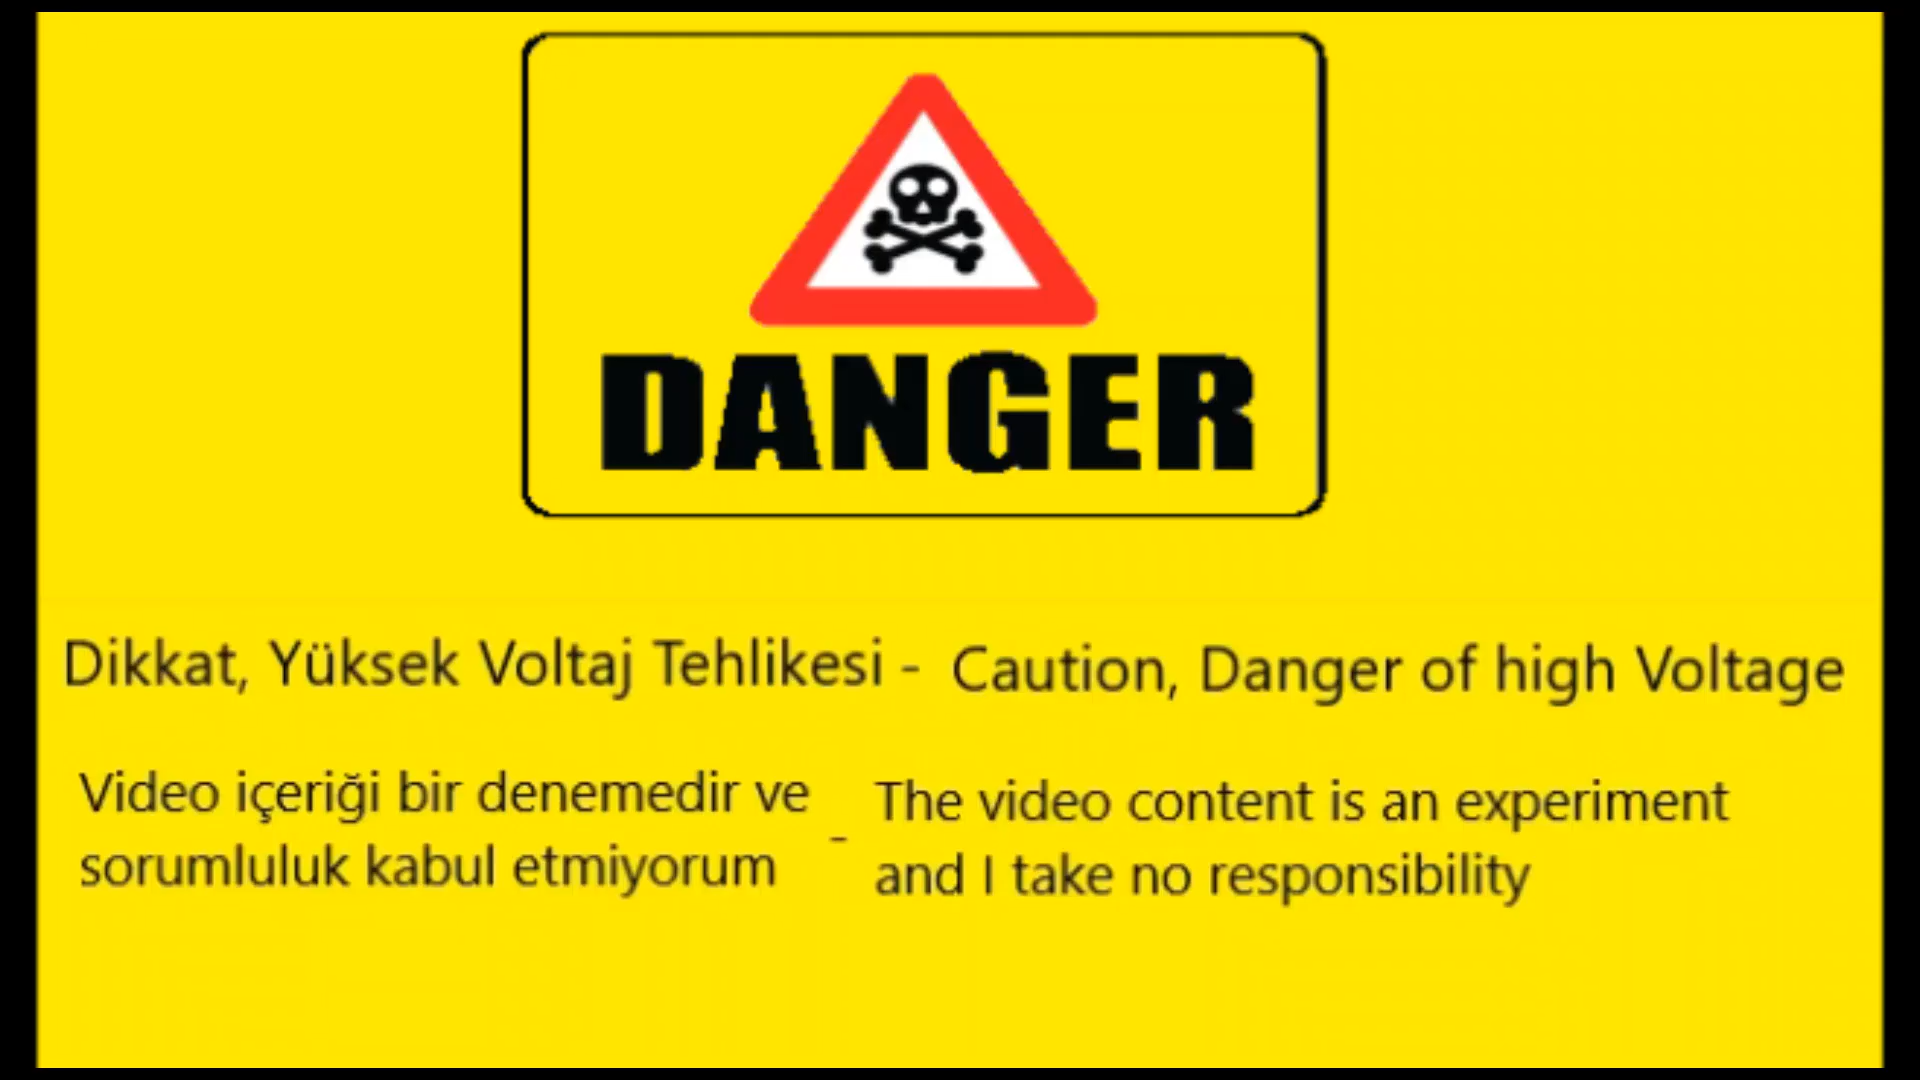 DANGER
Dikkat, Yüksek Voltaj Tehlikesi - Caution, Danger of high Voltage
Video içeriği bir denemedir ve
sorumluluk kabul etmiyorum
-
The video content is an experiment
and I take no responsibility